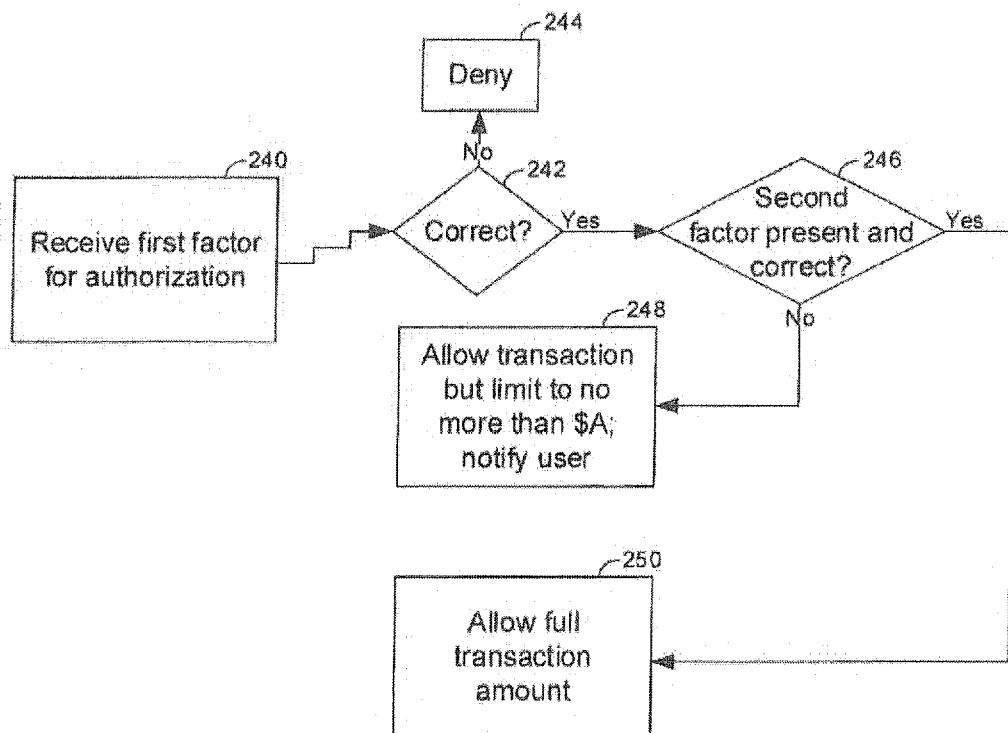 244
Deny
No
240
Receive first factor
for authorization
242
Correct?
Yes
246
Second
factor present and
correct?
Yes
No
248
Allow transaction
but limit to no
more than $A;
notify user
250
Allow full
transaction
amount